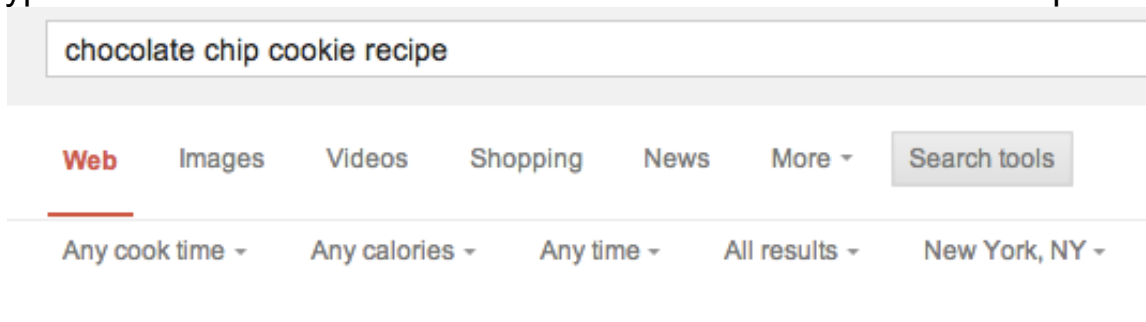 chocolate chip cookie recipe
Web Images Videos Shopping News More Search tools
Any cook time Any calories Any time All results New York, NY